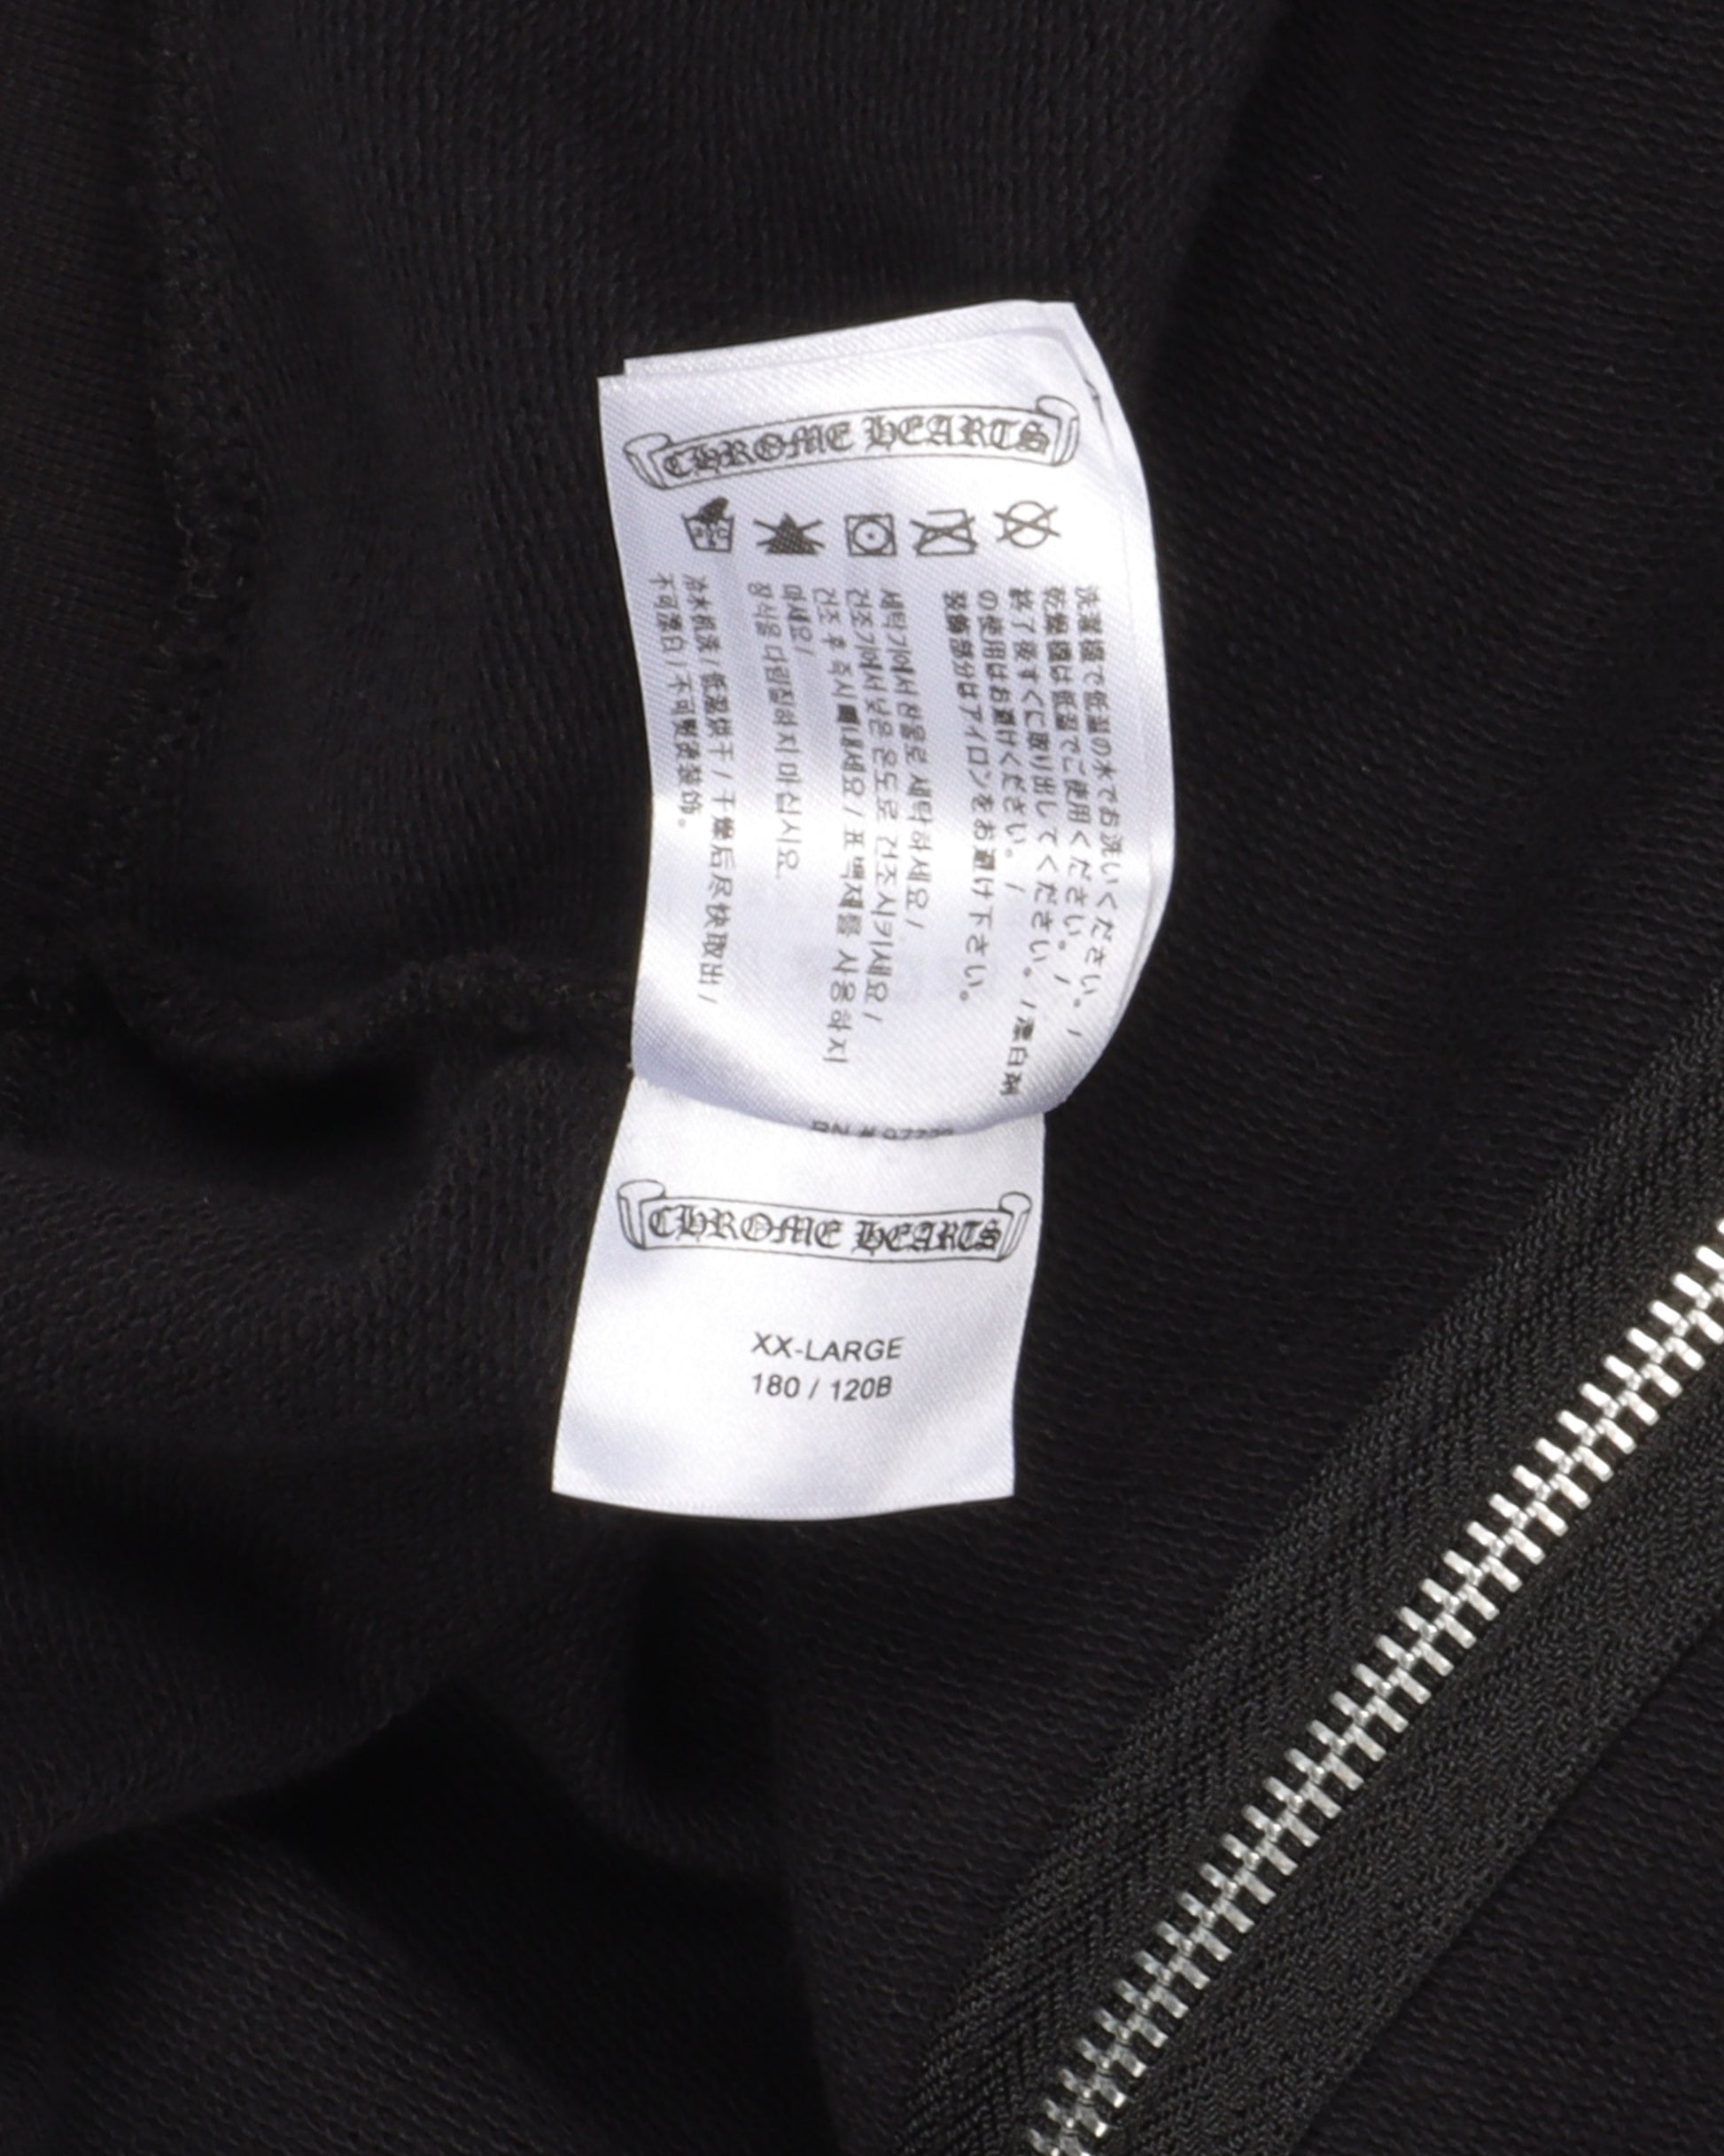 CHROME HEARTS
洗濯機で低温の水でお洗いください。/
乾燥機は低温でご使用ください。/
終了後すぐに取り出してください。/漂白剤
の使用はお避けください。/
装飾部分はアイロンをお避け下さい。
세탁기에서 찬물로 세탁하세요/
건조기에서 낮은 온도로 건조시키세요/
건조 후 즉시 꺼내세요/ 표백제를 사용하지
마세요/
장식을 다림질하지 마십시요.
冷水机洗/低温烘干/干燥后尽快取出/
不可漂白/不可熨烫装饰。
RN #
CHROME HEARTS
XX-LARGE
180 / 120B